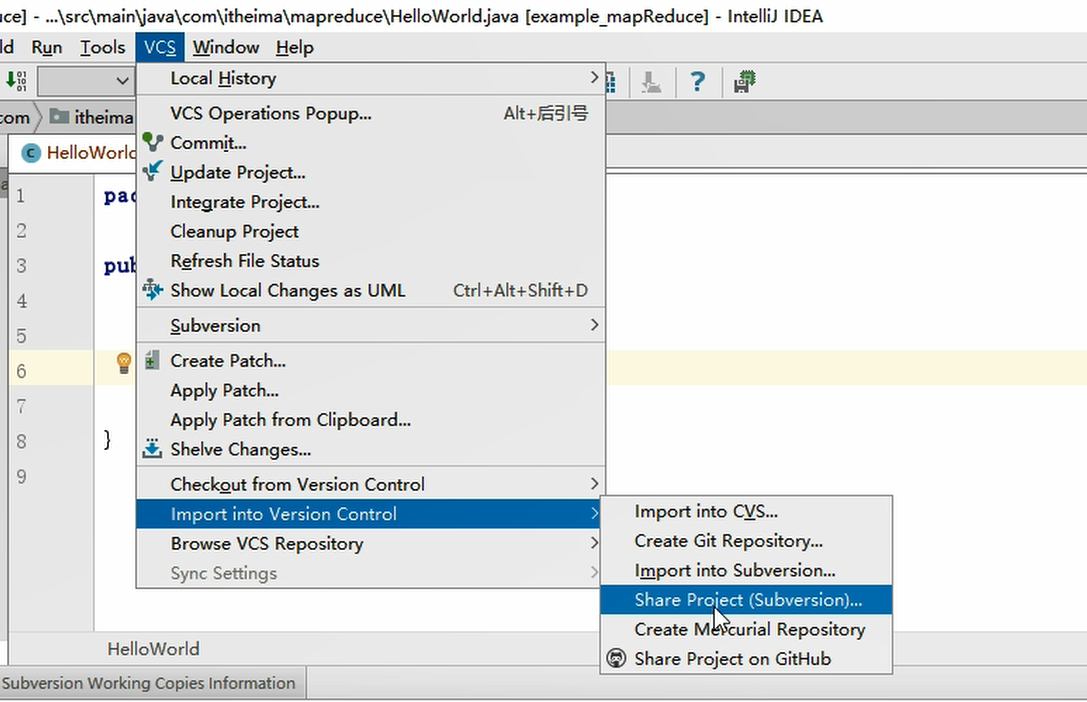 ...\src\main\java\com\itheima\mapreduce\HelloWorld.java [example_mapReduce] - IntelliJ IDEA
Run Tools VCS Window Help
Local History
com itheima
VCS Operations Popup... Alt+后引号
HelloWorld
Commit...
Update Project...
1
Integrate Project...
2
Cleanup Project
3
Refresh File Status
4
Show Local Changes as UML Ctrl+Alt+Shift+D
5
Subversion
6
Create Patch...
7
Apply Patch...
Apply Patch from Clipboard...
8 }
Shelve Changes...
9
Checkout from Version Control
Import into Version Control
Import into CVS...
Browse VCS Repository
Create Git Repository...
Sync Settings
Import into Subversion...
Share Project (Subversion)...
Create Mercurial Repository
HelloWorld
Share Project on GitHub
Subversion Working Copies Information